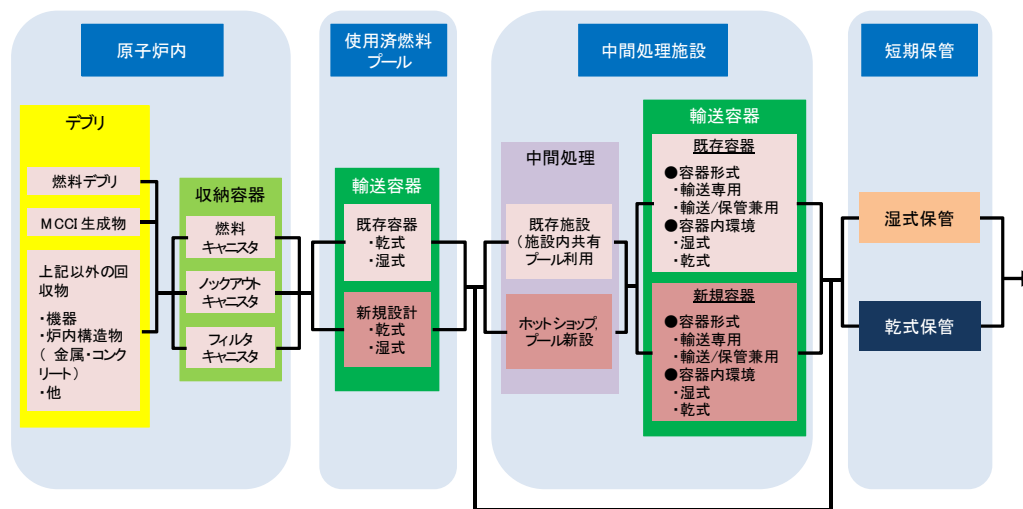 原子炉内
デブリ
燃料デブリ
MCCI 生成物
上記以外の回
収物
・機器
・炉内構造物
( 金属・コンク
リート)
・他
収納容器
燃料
キャニスタ
ノックアウト
キャニスタ
フィルタ
キャニスタ
使用済燃料
プール
輸送容器
既存容器
・乾式
・湿式
新規設計
・乾式
・湿式
中間処理施設
中間処理
既存施設
(施設内共有
プール利用
ホットショップ,
プール新設
輸送容器
既存容器
●容器形式
・輸送専用
・輸送/保管兼用
●容器内環境
・湿式
・乾式
新規容器
●容器形式
・輸送専用
・輸送/保管兼用
●容器内環境
・湿式
・乾式
短期保管
湿式保管
乾式保管